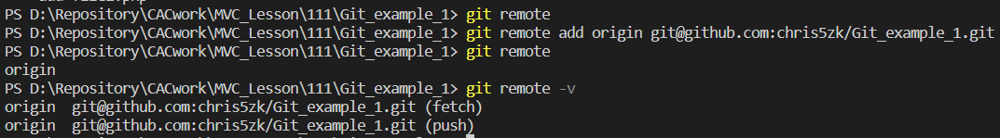 PS D:\Repository\CACwork\MVC_Lesson\111\Git_example_1> git remote
PS D:\Repository\CACwork\MVC_Lesson\111\Git_example_1> git remote add origin git@github.com:chris5zk/Git_example_1.git
PS D:\Repository\CACwork\MVC_Lesson\111\Git_example_1> git remote
origin
PS D:\Repository\CACwork\MVC_Lesson\111\Git_example_1> git remote -v
origin  git@github.com:chris5zk/Git_example_1.git (fetch)
origin  git@github.com:chris5zk/Git_example_1.git (push)